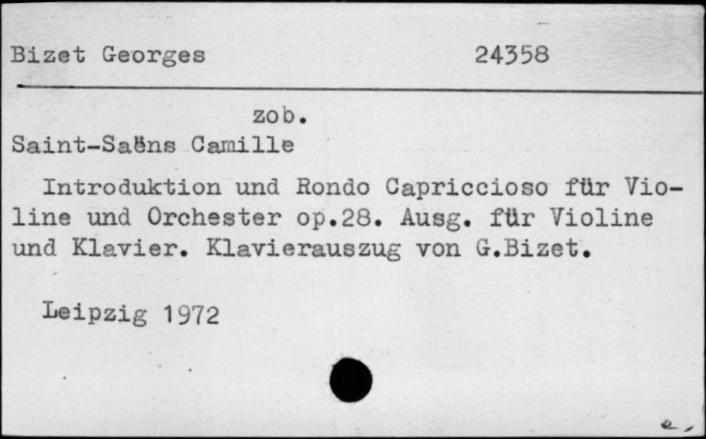 Bizet Georges 24358
zob.
Saint-Saëns Camille
Introduktion und Rondo Capriccioso für Vio-
line und Orchester op.28. Ausg. für Violine
und Klavier. Klavierauszug von G.Bizet.
Leipzig 1972